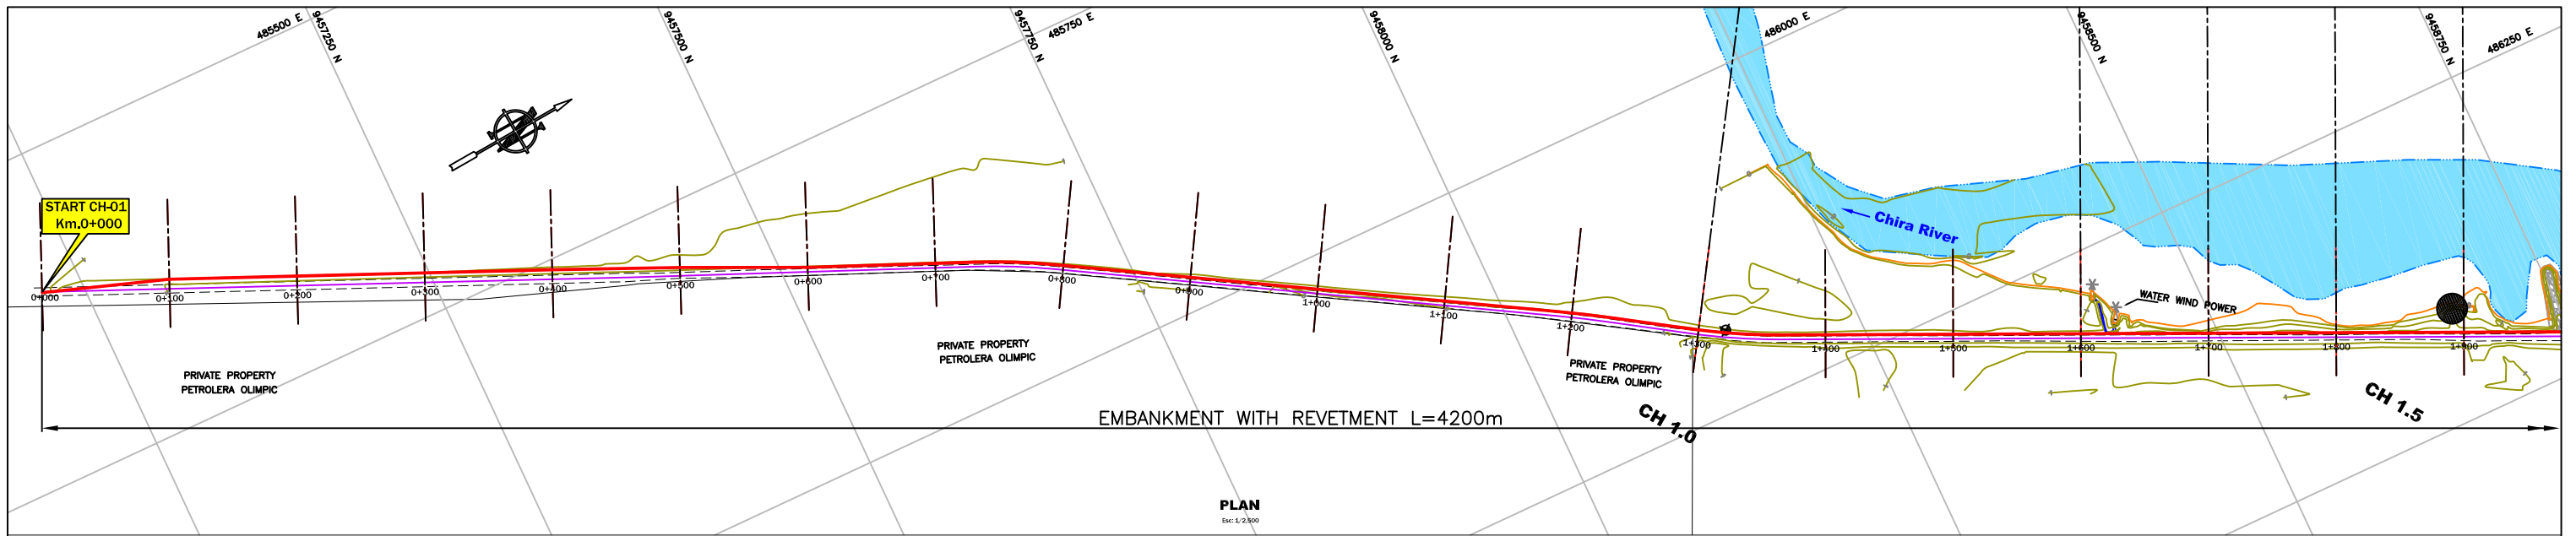 485500 E
9457250 N
9457500 N
9457750 N
485750 E
9458000 N
486000 E
9458500 N
9458750 N
486250 E
START CH-01
Km.0+000
Chira River
WATER WIND POWER
0+000
0+100
0+200
0+300
0+400
0+500
0+600
0+700
0+800
0+900
1+000
1+100
1+200
1+300
1+400
1+500
1+600
1+700
1+800
1+900
PRIVATE PROPERTY
PETROLERA OLIMPIC
PRIVATE PROPERTY
PETROLERA OLIMPIC
PRIVATE PROPERTY
PETROLERA OLIMPIC
CH 1.0
CH 1.5
EMBANKMENT WITH REVETMENT L=4200m
PLAN
Esc: 1/2,500